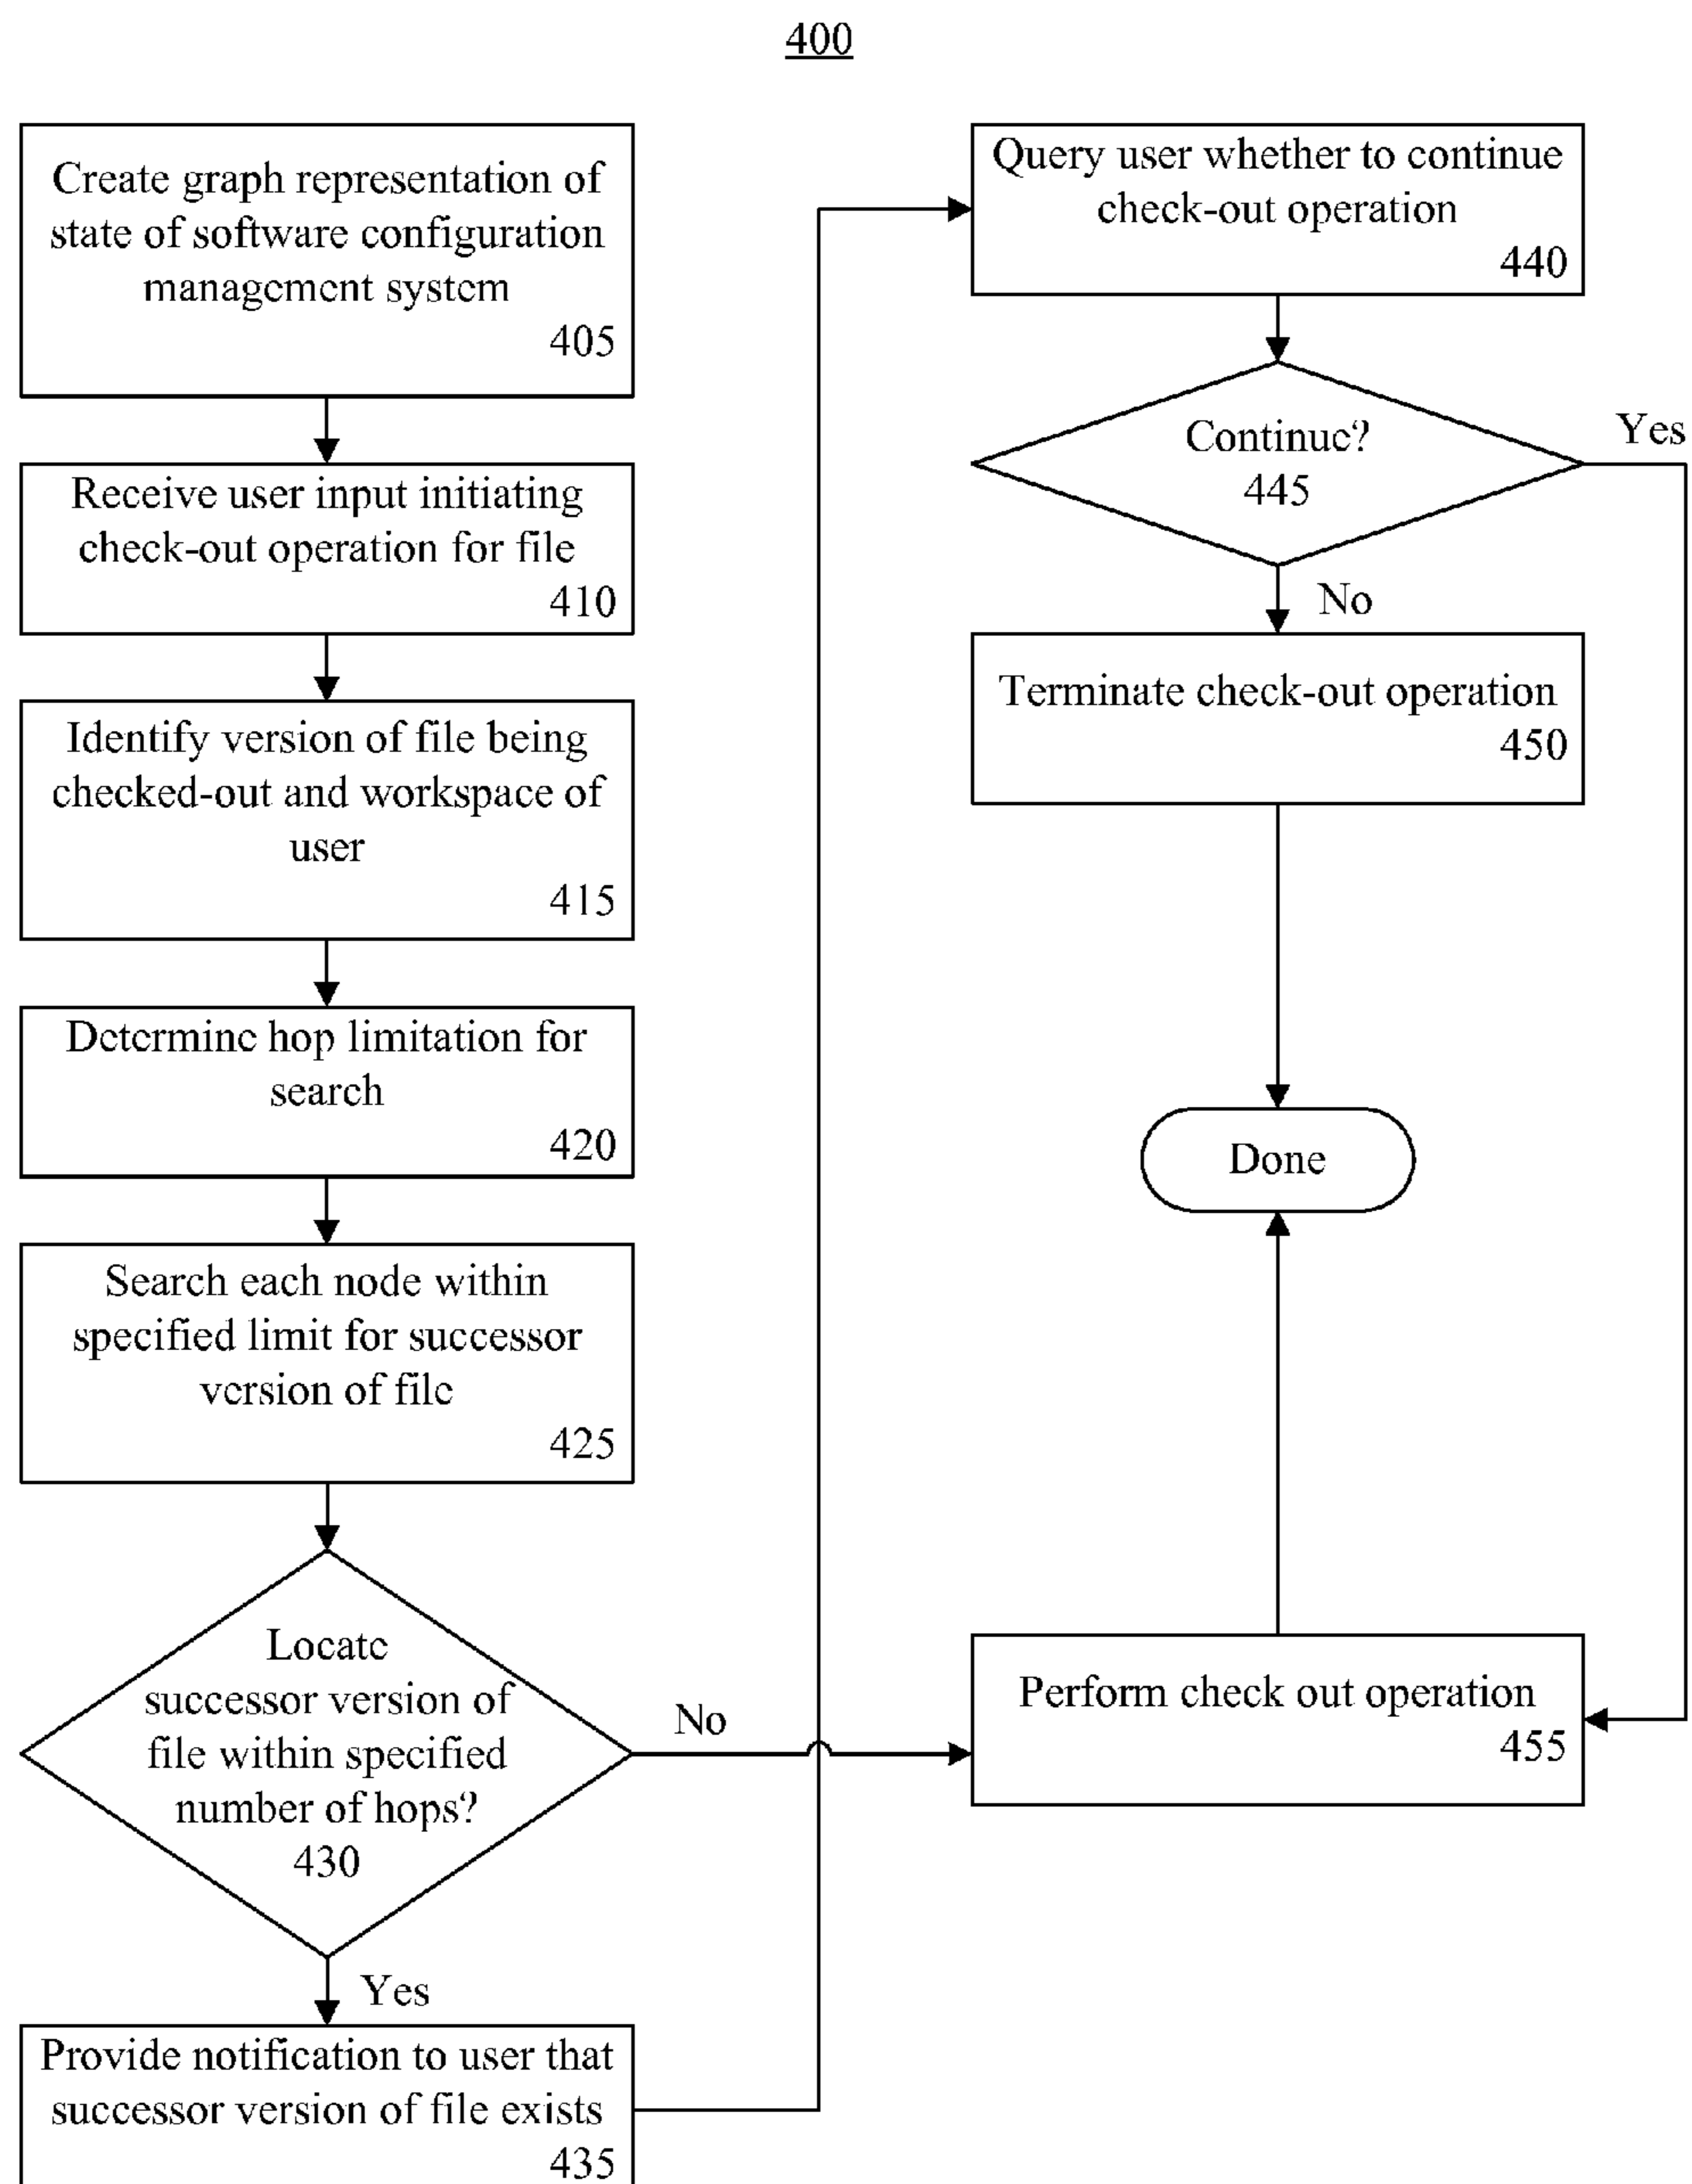 400
Create graph representation of
state of software configuration
management system
405
Receive user input initiating
check-out operation for file
410
Identify version of file being
checked-out and workspace of
user
415
Determine hop limitation for
search
420
Search each node within
specified limit for successor
version of file
425
Locate
successor version of
file within specified
number of hops?
430
No
Yes
Provide notification to user that
successor version of file exists
435
Query user whether to continue
check-out operation
440
Continue?
445
Yes
No
Terminate check-out operation
450
Done
Perform check out operation
455